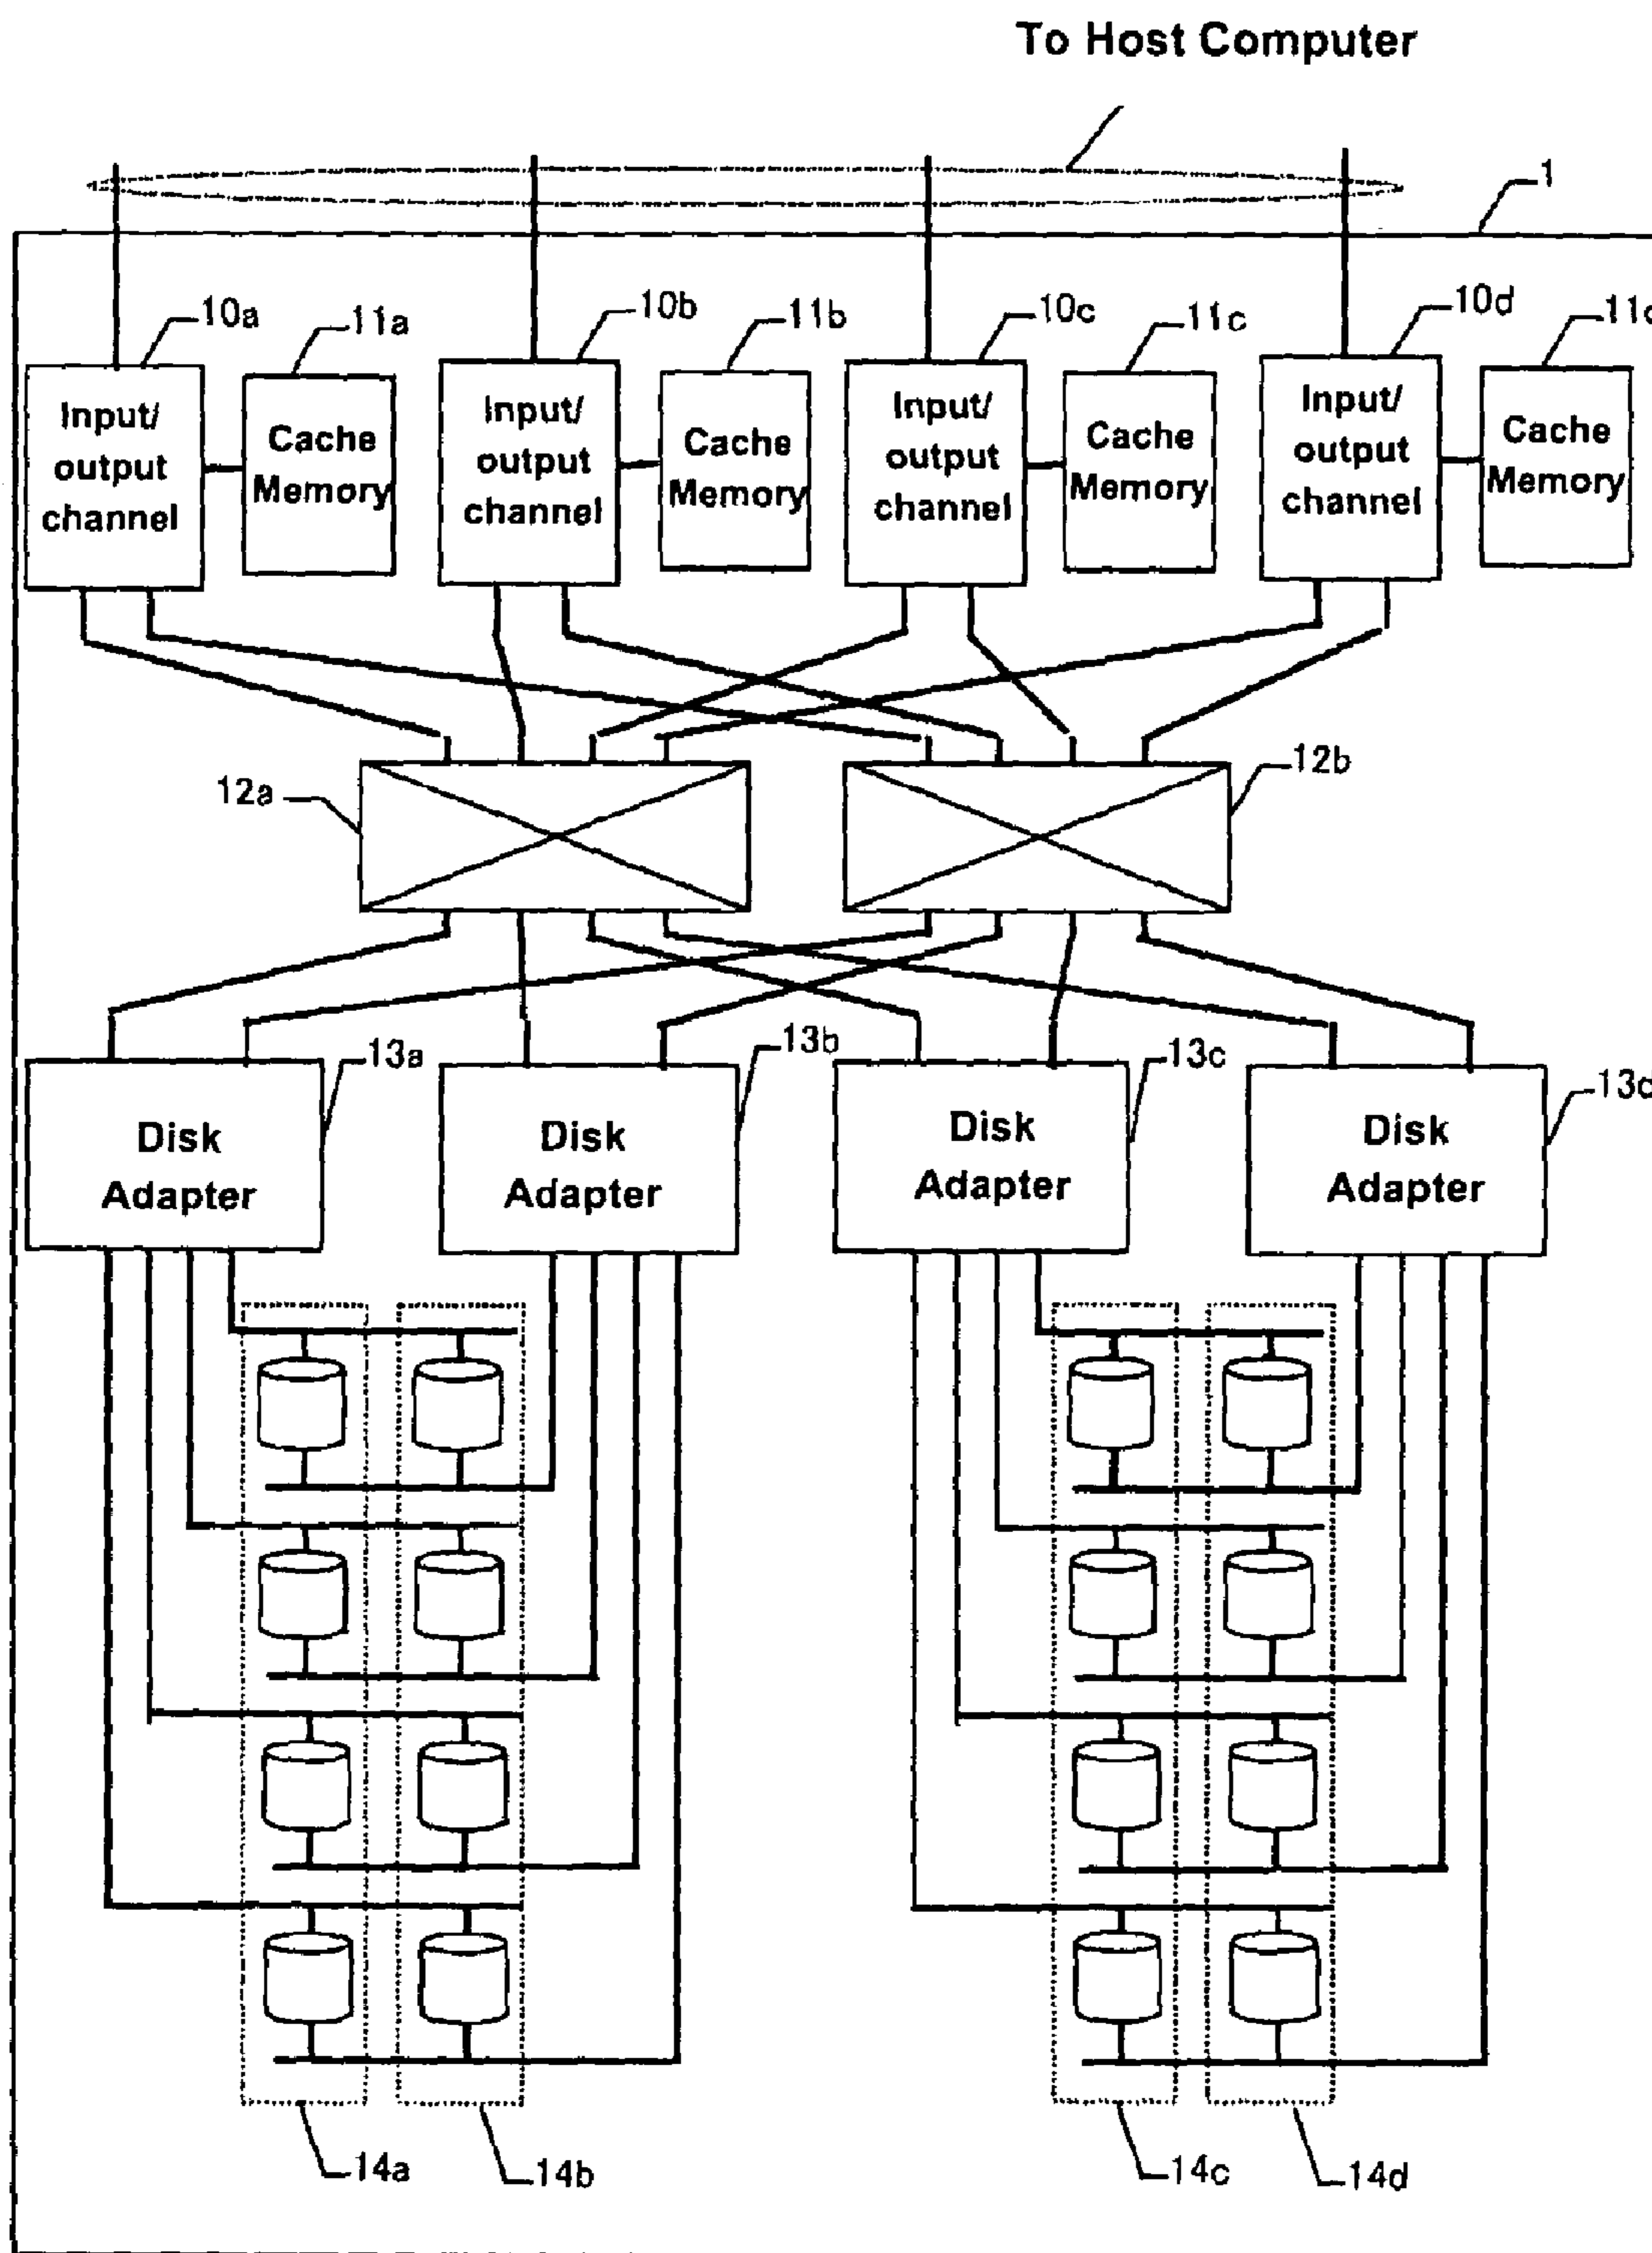 To Host Computer
1
10a
11a
10b
11b
10c
11c
10d
Input/
output
channel
Cache
Memory
Input/
output
channel
Cache
Memory
Input/
output
channel
Cache
Memory
Input/
output
channel
Cache
Memory
12a
12b
13a
13b
13c
Disk
Adapter
Disk
Adapter
Disk
Adapter
Disk
Adapter
14a
14b
14c
14d